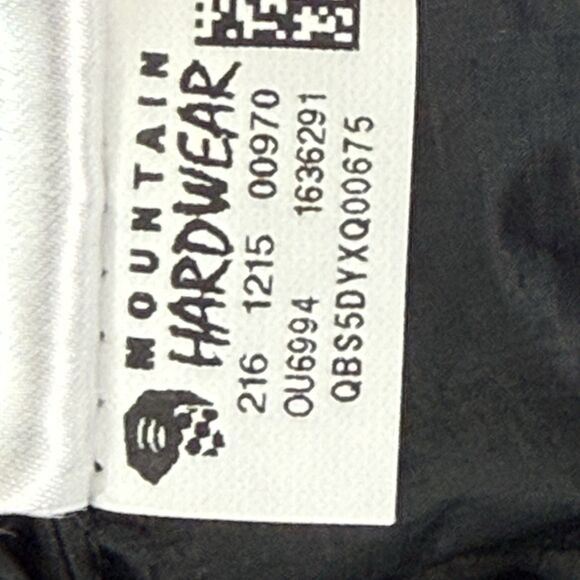 MOUNTAIN
HARDWEAR
216 1215 00970
OU6994 1636291
QBS5DYXQ00675